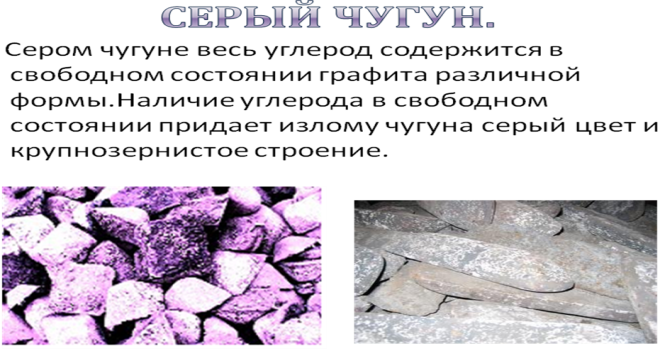 СЕРЫЙ ЧУГУН.
Сером чугуне весь углерод содержится в
свободном состоянии графита различной
формы.Наличие углерода в свободном
состоянии придает излому чугуна серый цвет и
крупнозернистое строение.